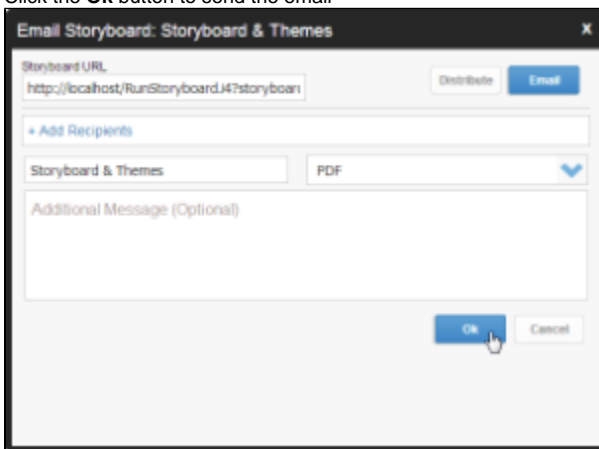 Click the Ok button to send the email
Email Storyboard: Storyboard & Themes x
Storyboard URL
http://localhost/RunStoryboard.i4?storyboard
Distribute Email
+ Add Recipients
Storyboard & Themes PDF
Additional Message (Optional)
Ok Cancel